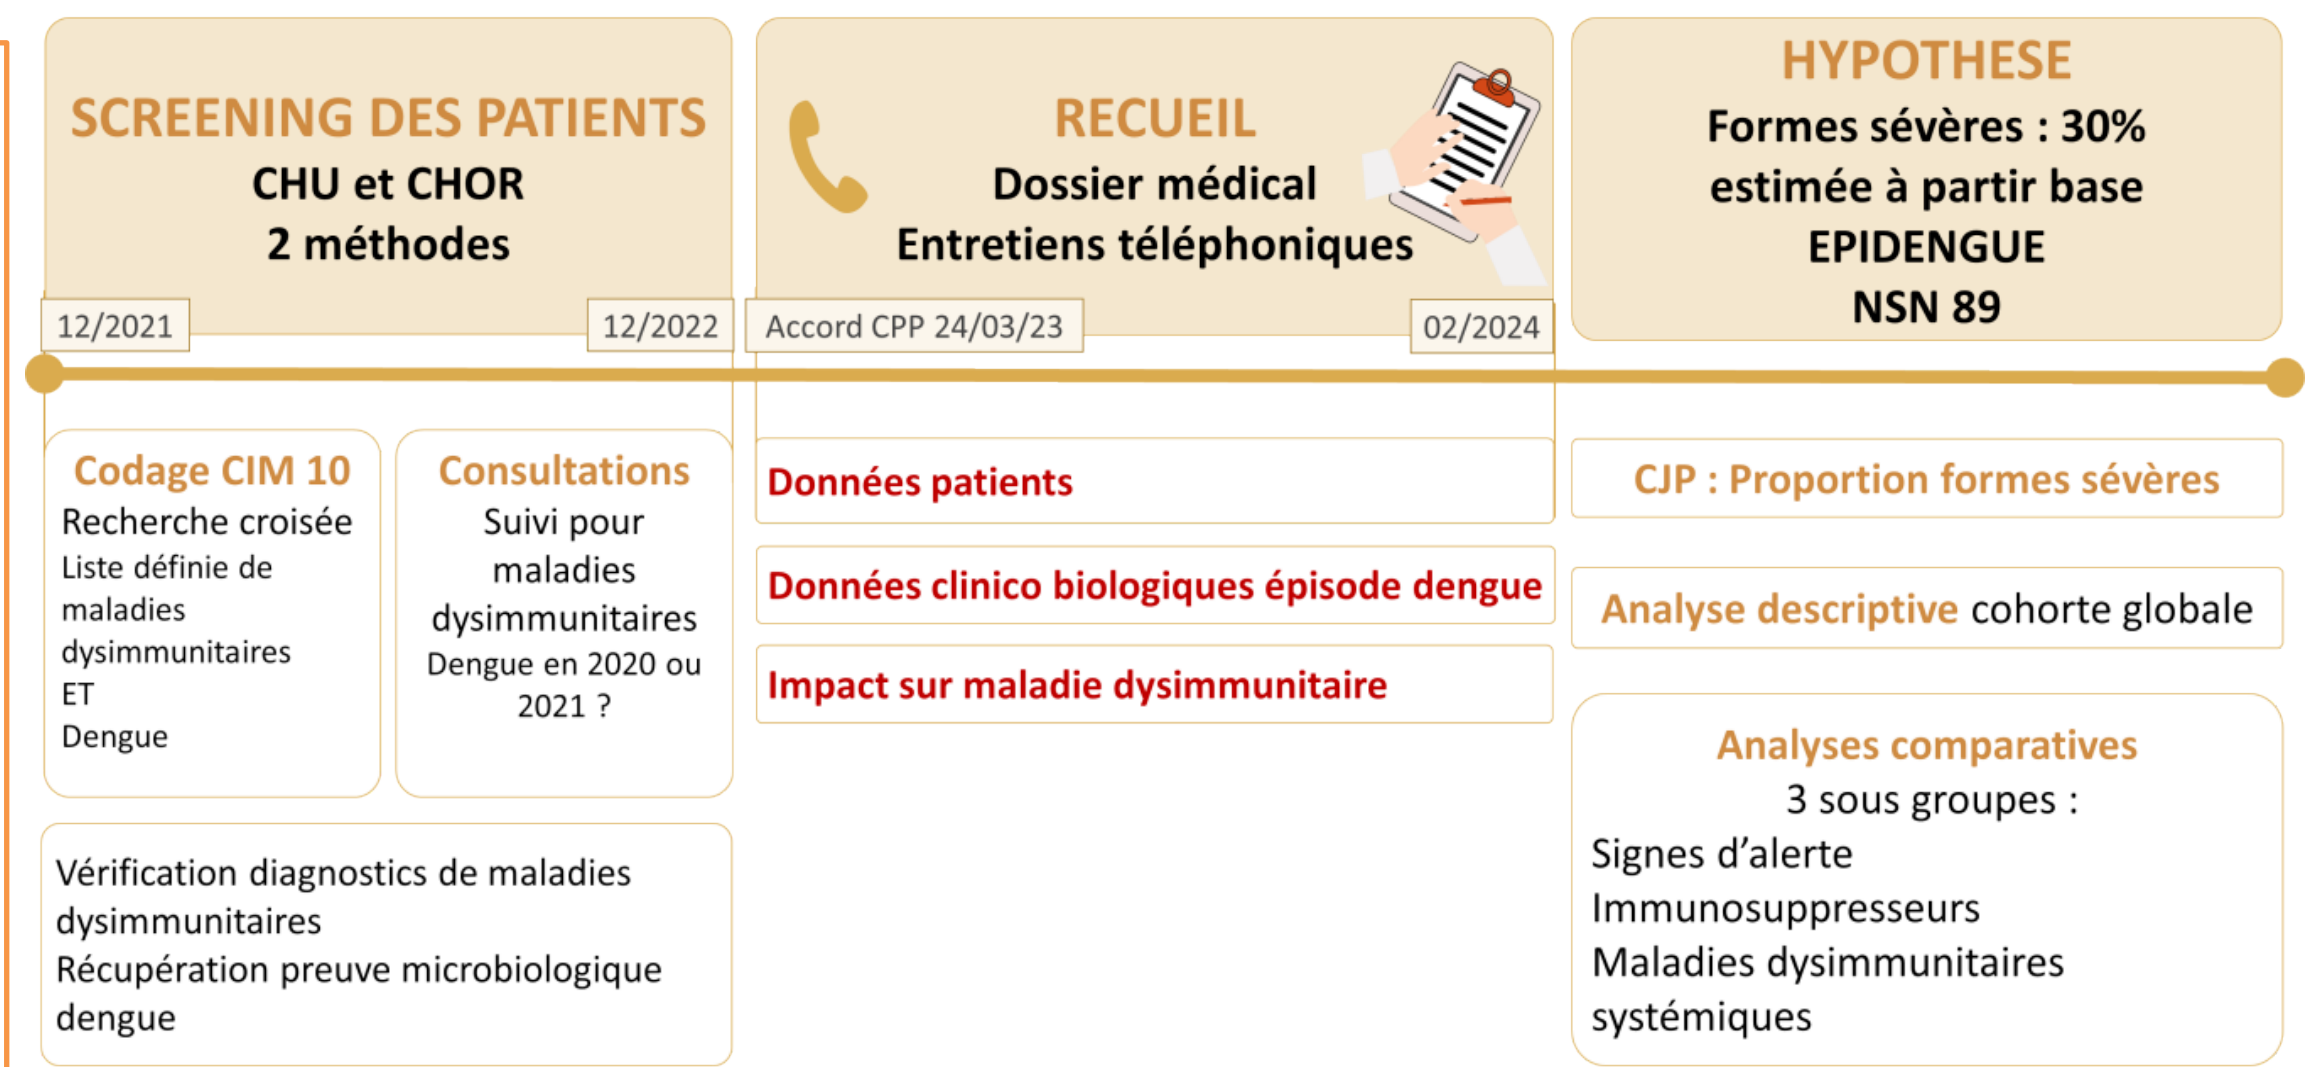 SCREENING DES PATIENTS
CHU et CHOR
2 méthodes
12/2021
12/2022
RECUEIL
Dossier médical
Entretiens téléphoniques
Accord CPP 24/03/23
02/2024
HYPOTHESE
Formes sévères : 30%
estimée à partir base
EPIDENGUE
NSN 89
Codage CIM 10
Recherche croisée
Liste définie de
maladies
dysimmunitaires
ET
Dengue
Consultations
Suivi pour
maladies
dysimmunitaires
Dengue en 2020 ou
2021 ?
Vérification diagnostics de maladies
dysimmunitaires
Récupération preuve microbiologique
dengue
Données patients
Données clinico biologiques épisode dengue
Impact sur maladie dysimmunitaire
CJP : Proportion formes sévères
Analyse descriptive cohorte globale
Analyses comparatives
3 sous groupes :
Signes d’alerte
Immunosuppresseurs
Maladies dysimmunitaires
systémiques